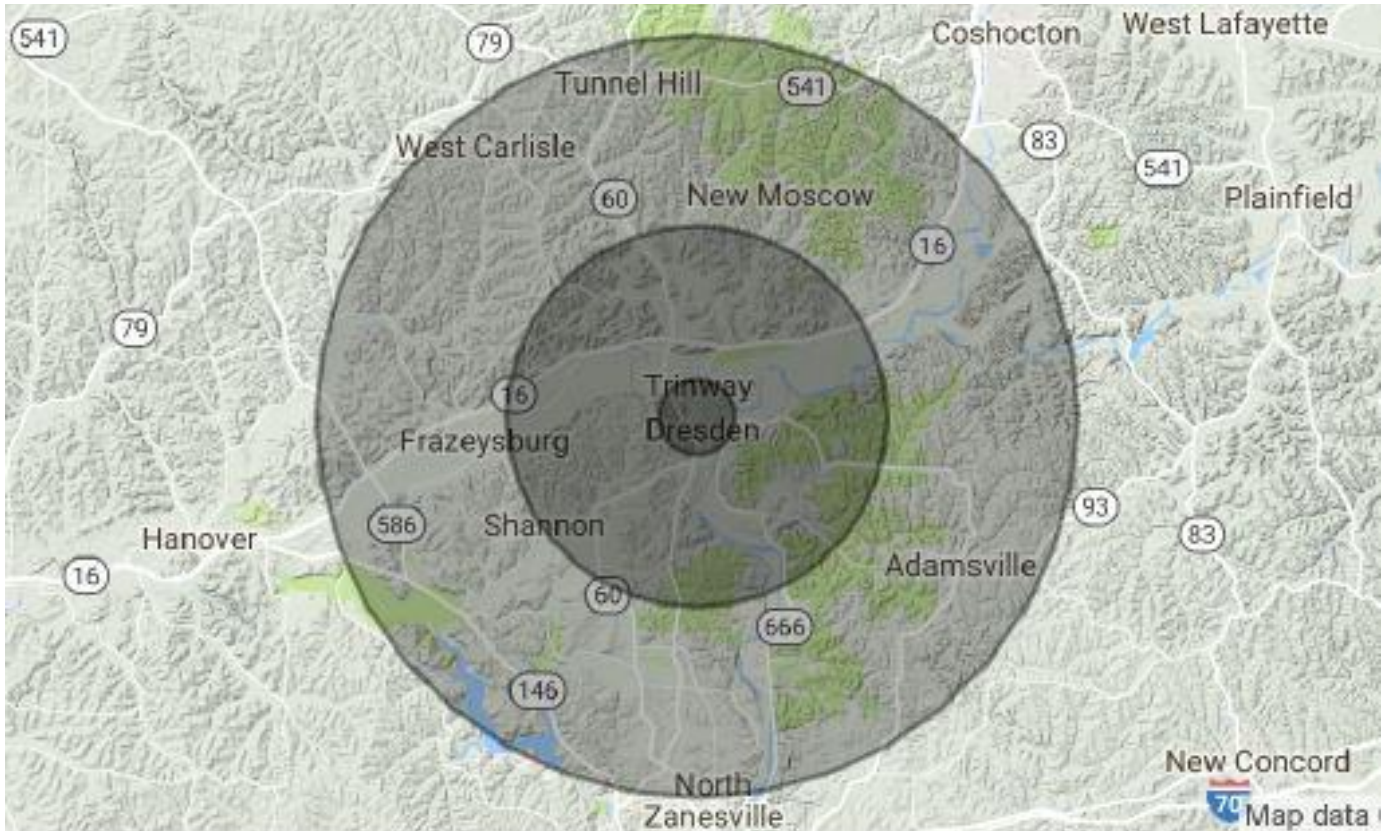 541
79
Coshocton
West Lafayette
Tunnel Hill
541
West Carlisle
83
541
60
New Moscow
Plainfield
16
79
Trinway
16
Dresden
Frazeysburg
93
586
Shannon
Hanover
83
Adamsville
16
60
666
146
New Concord
North
Zanesville
70
Map data